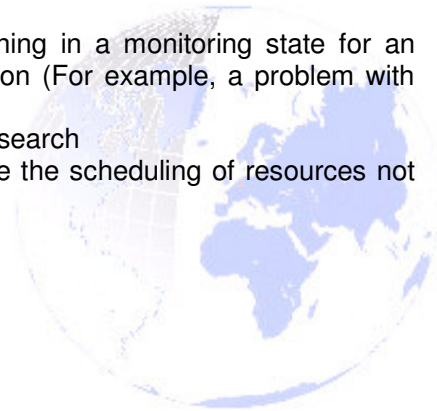 ning in a monitoring state for an
on (For example, a problem with
search
e the scheduling of resources not